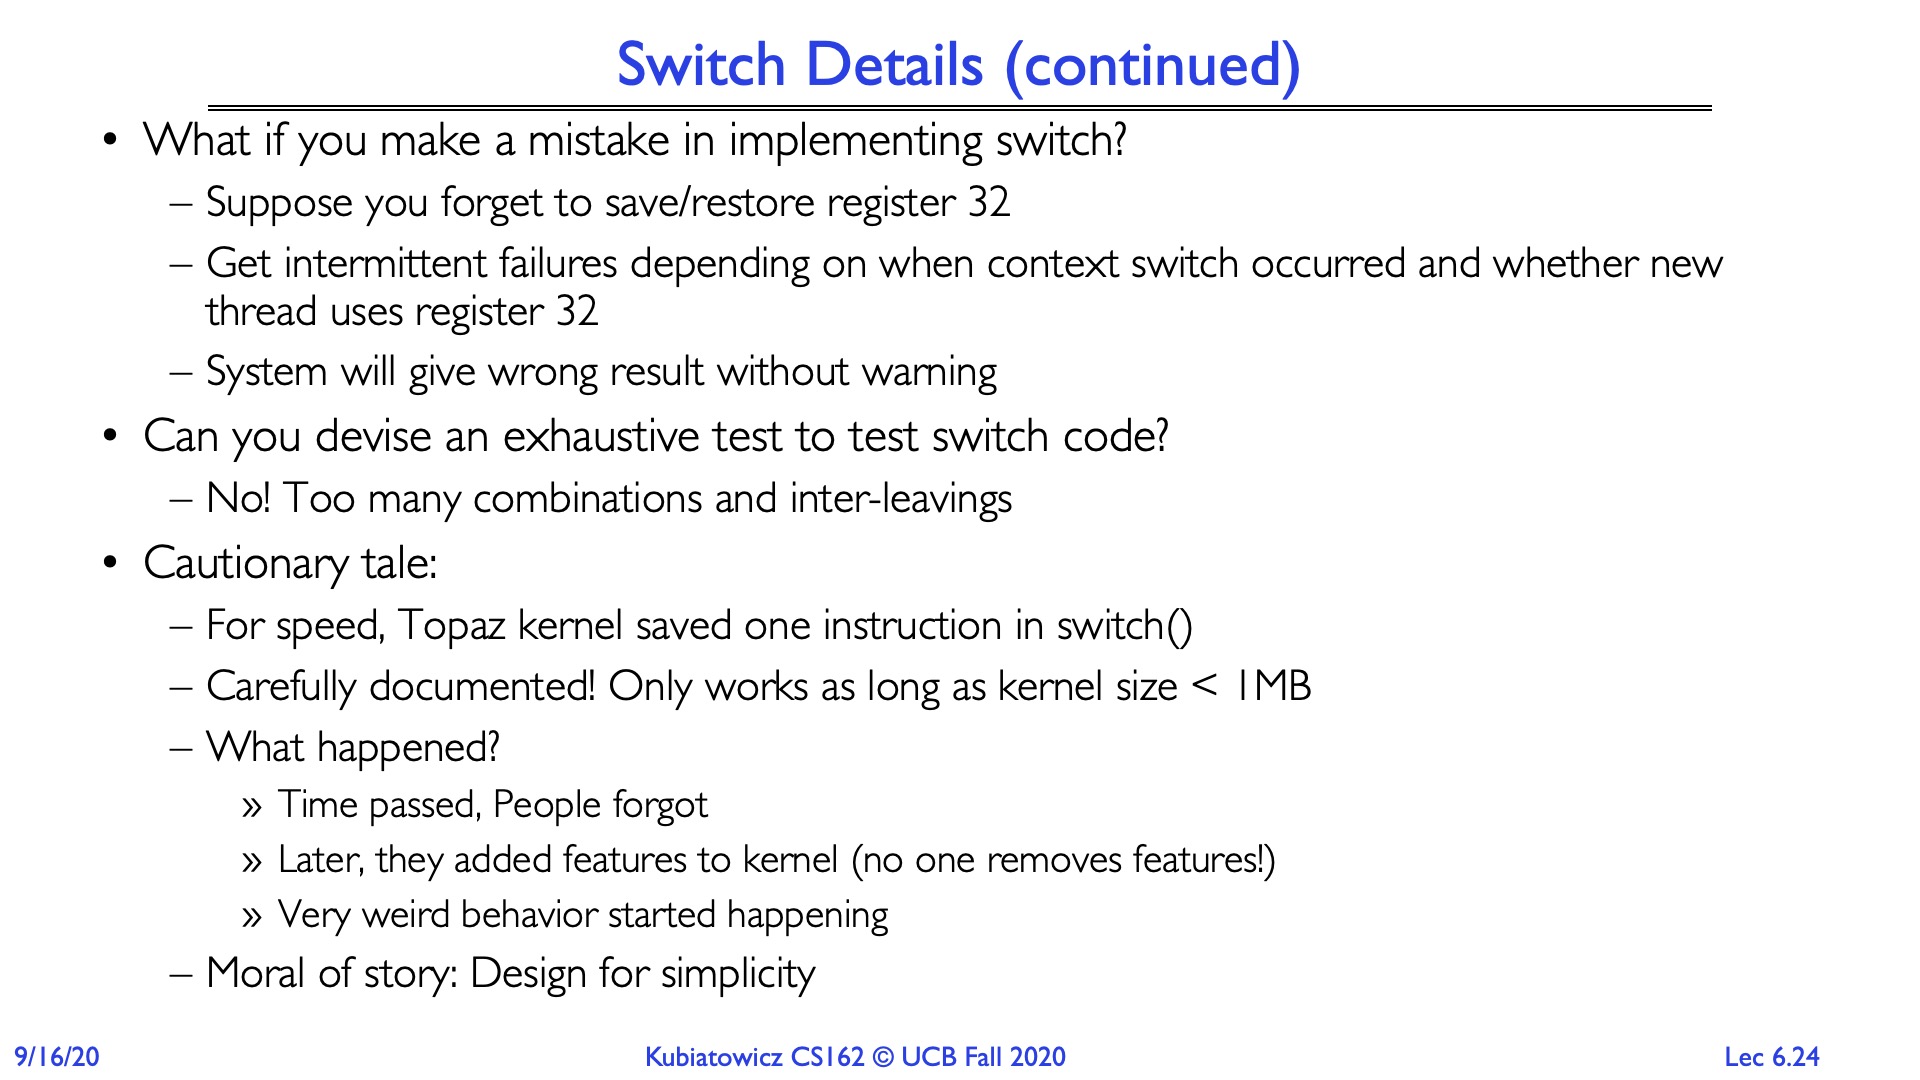 Switch Details (continued)
• What if you make a mistake in implementing switch?
– Suppose you forget to save/restore register 32
– Get intermittent failures depending on when context switch occurred and whether new
thread uses register 32
– System will give wrong result without warning
• Can you devise an exhaustive test to test switch code?
– No! Too many combinations and inter-leavings
• Cautionary tale:
– For speed, Topaz kernel saved one instruction in switch()
– Carefully documented! Only works as long as kernel size < 1MB
– What happened?
» Time passed, People forgot
» Later, they added features to kernel (no one removes features!)
» Very weird behavior started happening
– Moral of story: Design for simplicity
9/16/20
Kubiatowicz CS162 © UCB Fall 2020
Lec 6.24